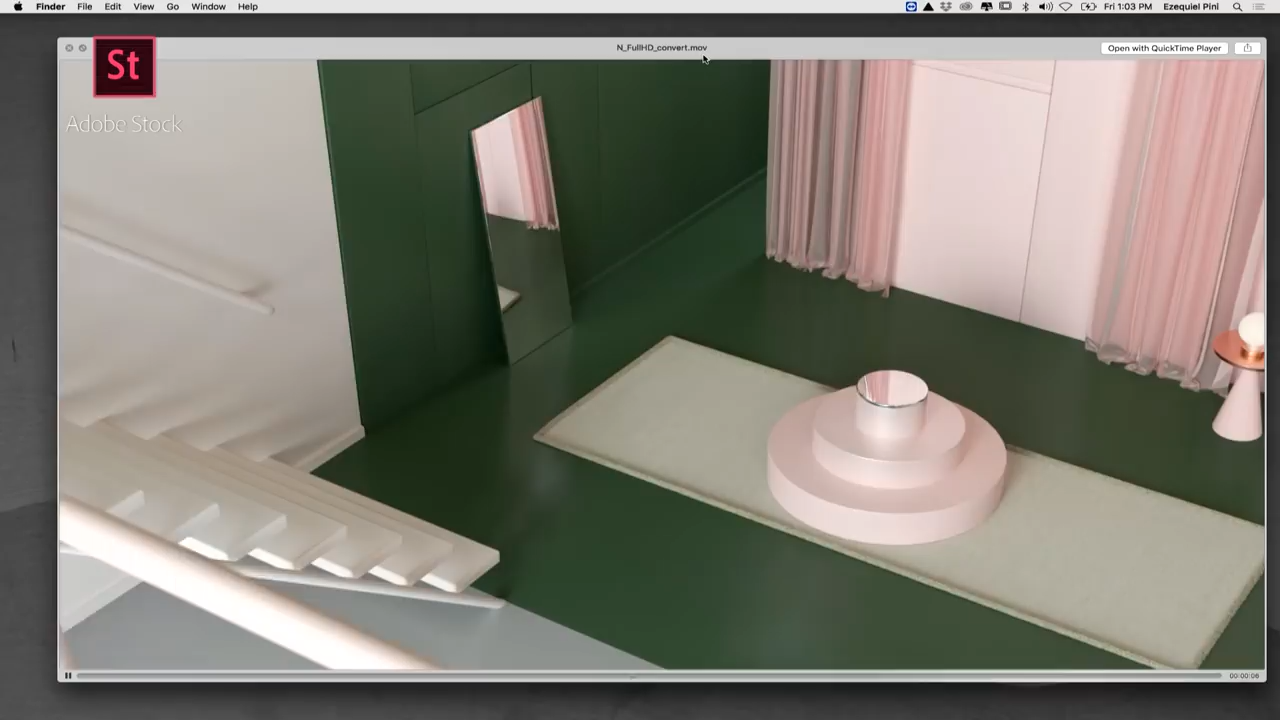 Finder File Edit View Go Window Help Fri 1:03 PM Ezequiel Pini
N_FullHD_convert.mov Open with QuickTime Player
St
Adobe Stock
00:00:06